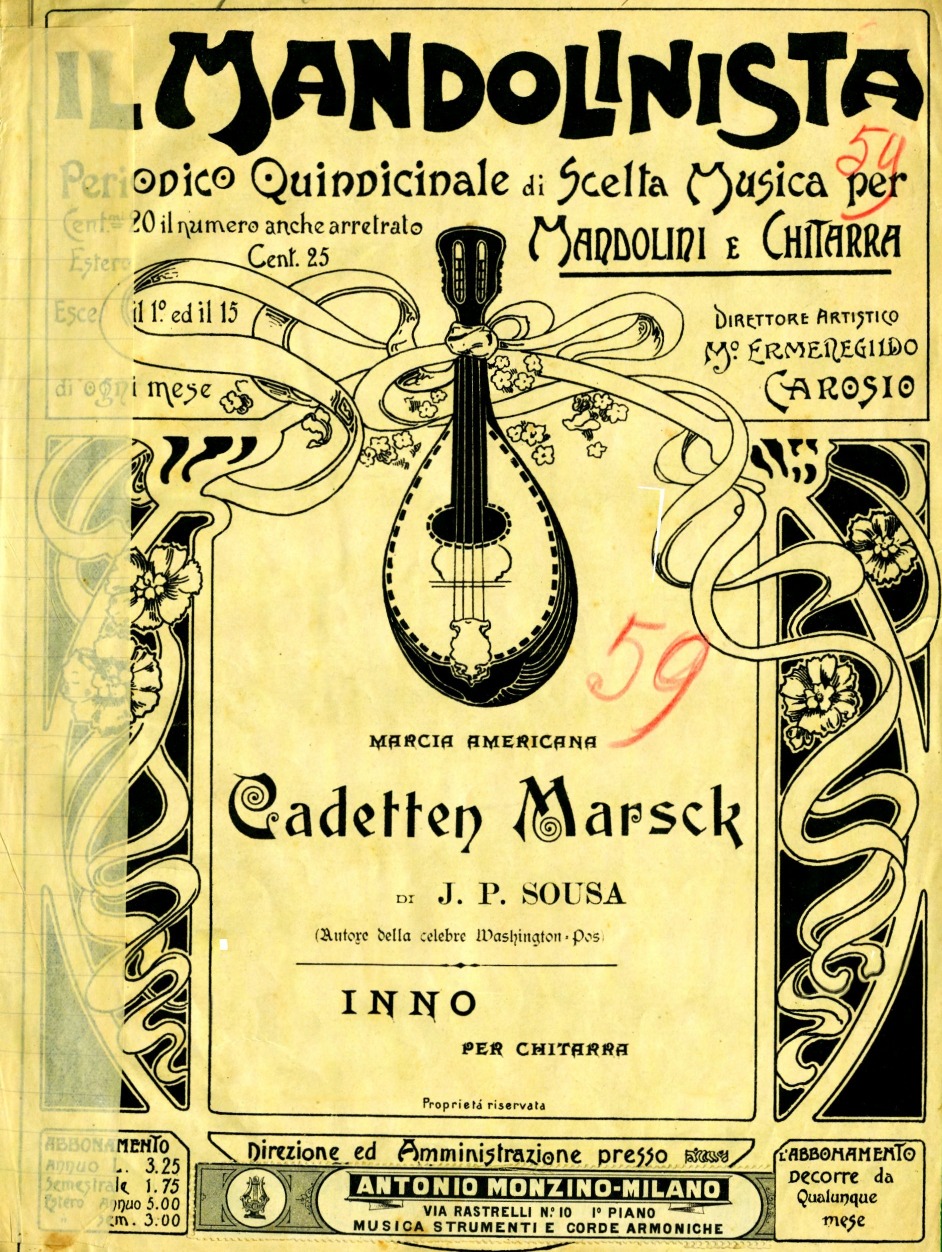 IL MANDOLINISTA
59
Periodico Quindicinale di Scelta Musica per
Cent.mi 20 il numero anche arretrato
MANDOLINI E CHITARRA
Estero Cent. 25
Esce il 1º. ed il 15
di ogni mese
DIRETTORE ARTISTICO
Mº. ERMENEGILDO
CAROSIO
59
MARCIA AMERICANA
Cadetten Marsck
DI J. P. SOUSA
(Autore della celebre Washington-Pos
INNO
PER CHITARRA
Proprietá riservata
ABBONAMENTO
Annuo L. 3.25
Semestrale 1.75
Estero Annuo 5.00
" Sem. 3.00
Direzione ed Amministrazione presso
ANTONIO MONZINO-MILANO
VIA RASTRELLI N.º 10 Iº PIANO
MUSICA STRUMENTI E CORDE ARMONICHE
L'ABBONAMENTO
Decorre da
Qualunque
mese